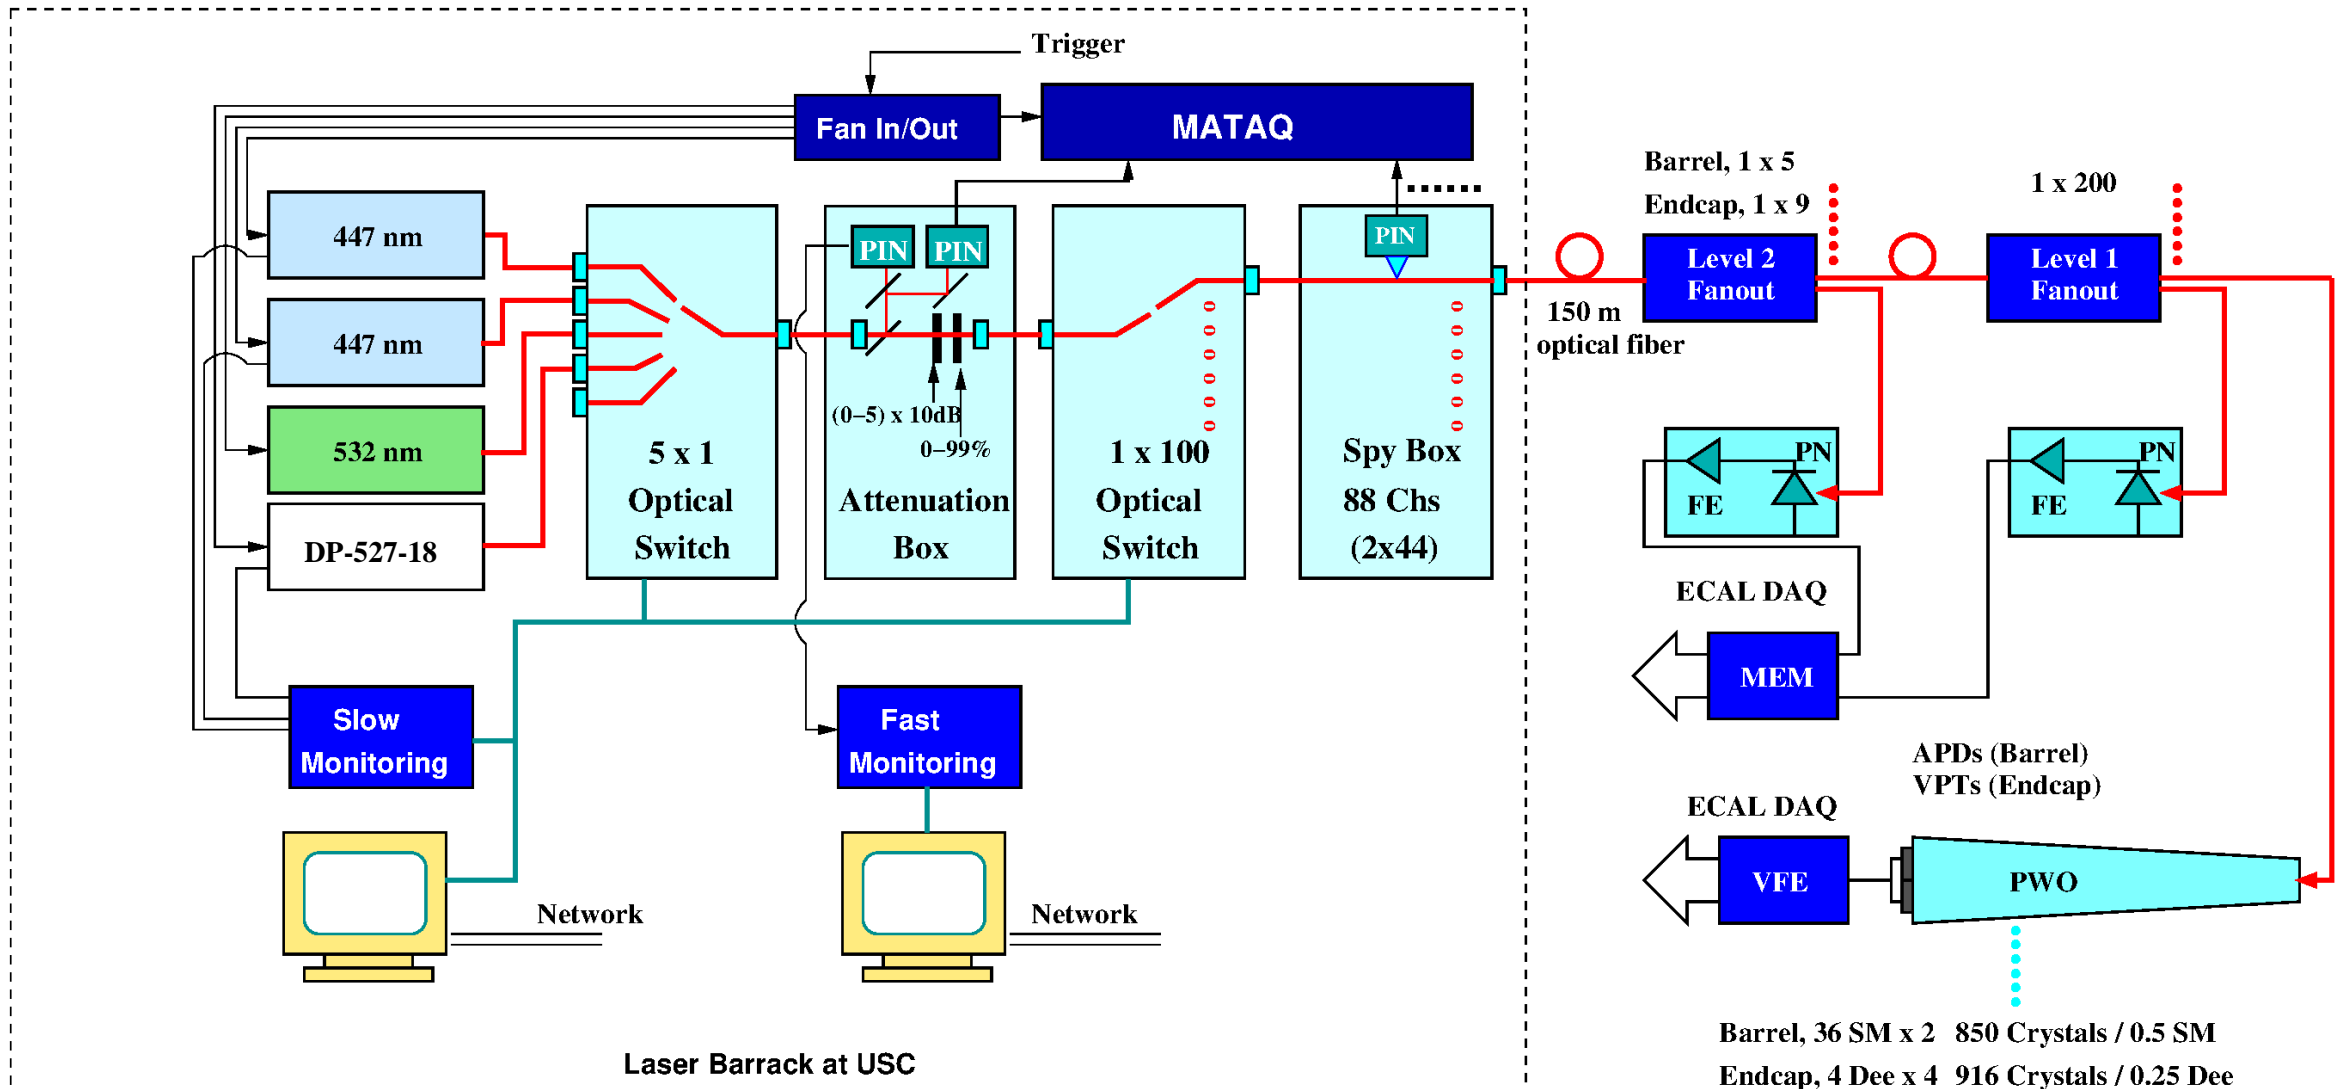 Trigger
Fan In/Out
MATAQ
Barrel, 1 x 5
Endcap, 1 x 9
1 x 200
447 nm
PIN
PIN
PIN
Level 2
Fanout
Level 1
Fanout
150 m
optical fiber
447 nm
(0–5) x 10dB
0–99%
532 nm
5 x 1
Optical
Switch
Attenuation
Box
1 x 100
Optical
Switch
Spy Box
88 Chs
(2x44)
PN
FE
PN
FE
DP-527-18
ECAL DAQ
MEM
Slow
Monitoring
Fast
Monitoring
APDs (Barrel)
VPTs (Endcap)
ECAL DAQ
VFE
PWO
Network
Network
Barrel, 36 SM x 2 850 Crystals / 0.5 SM
Endcap, 4 Dee x 4 916 Crystals / 0.25 Dee
Laser Barrack at USC